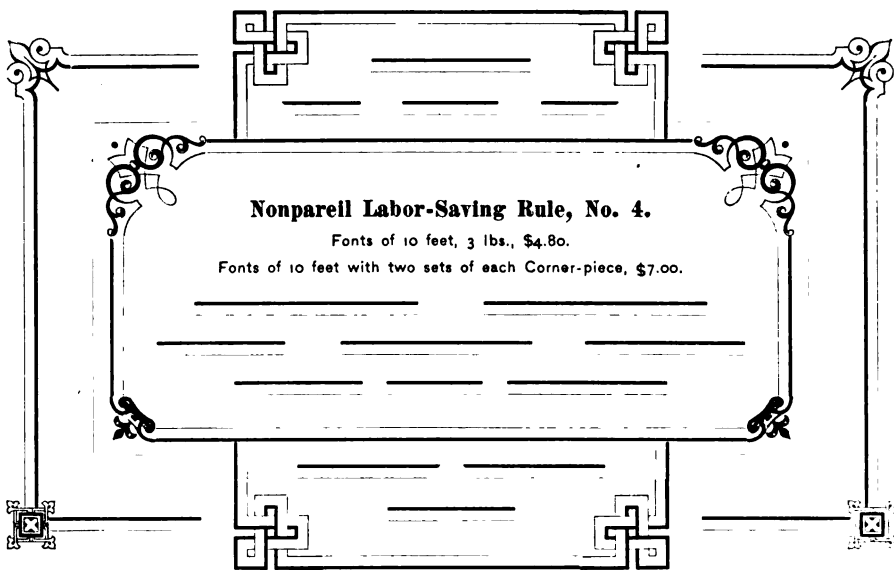 Nonpareil Labor-Saving Rule, No. 4.
Fonts of 10 feet, 3 lbs., $4.80.
Fonts of 10 feet with two sets of each Corner-piece, $7.00.